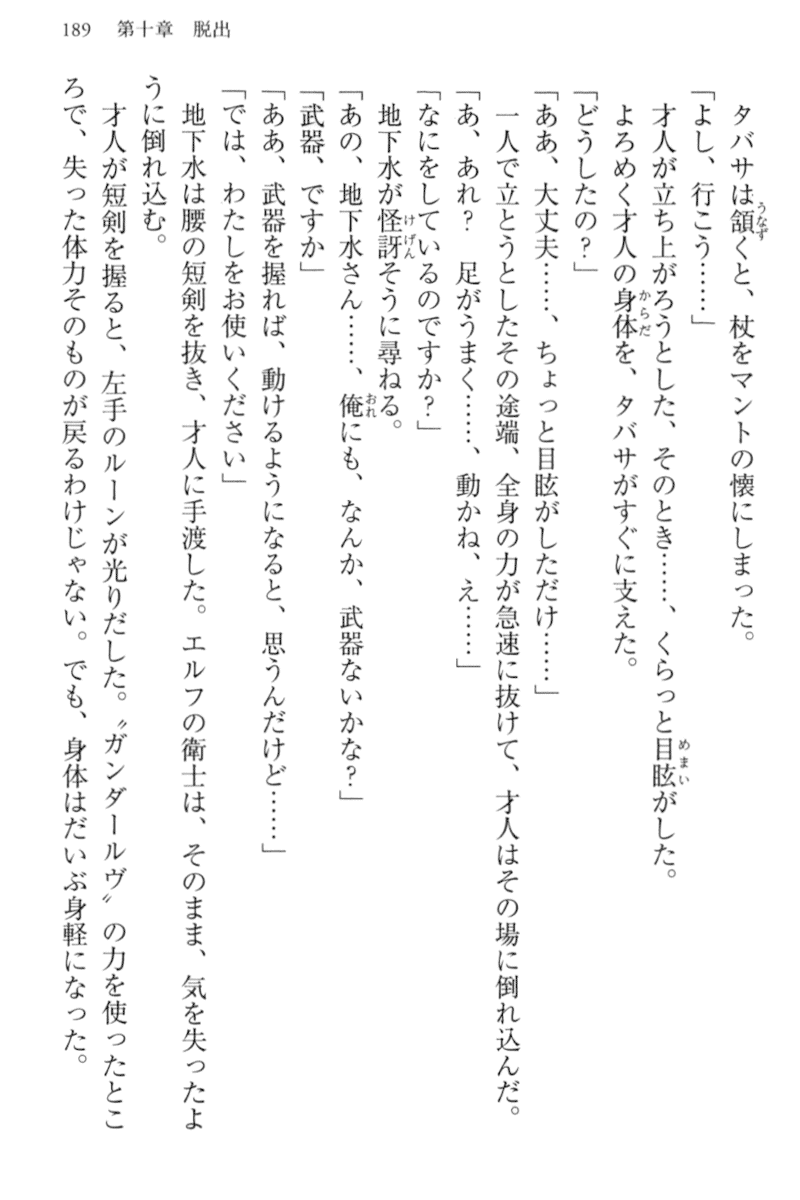 189　第十章　脱出
タバサは頷くと、杖をマントの懐にしまった。
「よし、行こう……」
才人が立ち上がろうとした、そのとき……、くらっと目眩がした。
よろめく才人の身体を、タバサがすぐに支えた。
「どうしたの？」
「ああ、大丈夫……、ちょっと目眩がしただけ……」
一人で立とうとしたその途端、全身の力が急速に抜けて、才人はその場に倒れ込んだ。
「あ、あれ？　足がうまく……、動かね、え……」
「なにをしているのですか？」
地下水が怪訝そうに尋ねる。
「あの、地下水さん……、俺にも、なんか、武器ないかな？」
「武器、ですか」
「ああ、武器を握れば、動けるようになると、思うんだけど……」
「では、わたしをお使いください」
地下水は腰の短剣を抜き、才人に手渡した。エルフの衛士は、そのまま、気を失ったよ
うに倒れ込む。
才人が短剣を握ると、左手のルーンが光りだした。〝ガンダールヴ〟の力を使ったとこ
ろで、失った体力そのものが戻るわけじゃない。でも、身体はだいぶ身軽になった。